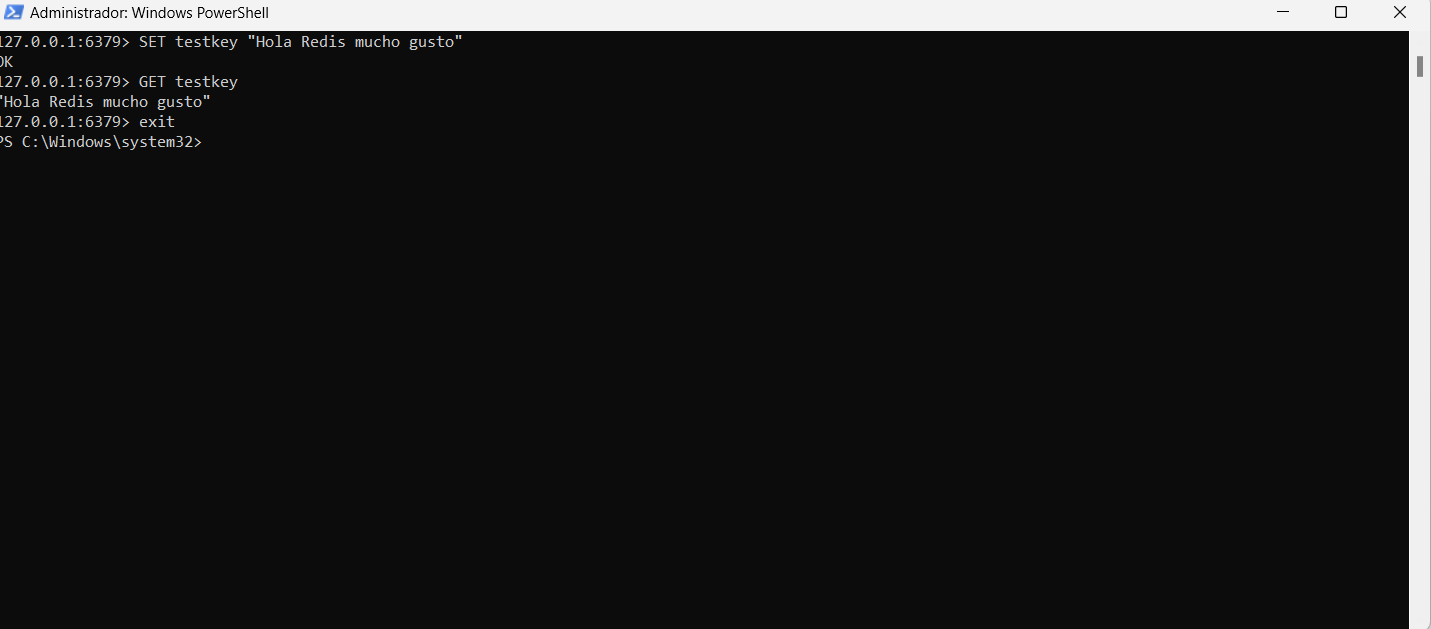 Administrador: Windows PowerShell
127.0.0.1:6379> SET testkey "Hola Redis mucho gusto"
OK
127.0.0.1:6379> GET testkey
"Hola Redis mucho gusto"
127.0.0.1:6379> exit
PS C:\Windows\system32>